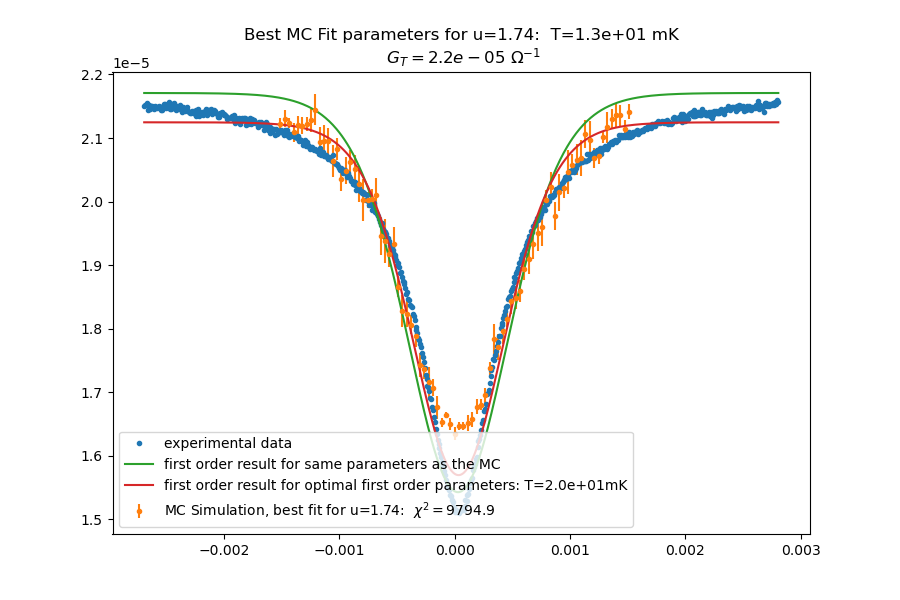 Best MC Fit parameters for u=1.74:  T=1.3e+01 mK
$G_T = 2.2e-05\ \Omega^{-1}$
1e−5
2.2
2.1
2.0
1.9
1.8
1.7
1.6
1.5
experimental data
first order result for same parameters as the MC
first order result for optimal first order parameters: T=2.0e+01mK
MC Simulation, best fit for u=1.74:  $\chi^2 = 9794.9$
−0.002 −0.001 0.000 0.001 0.002 0.003